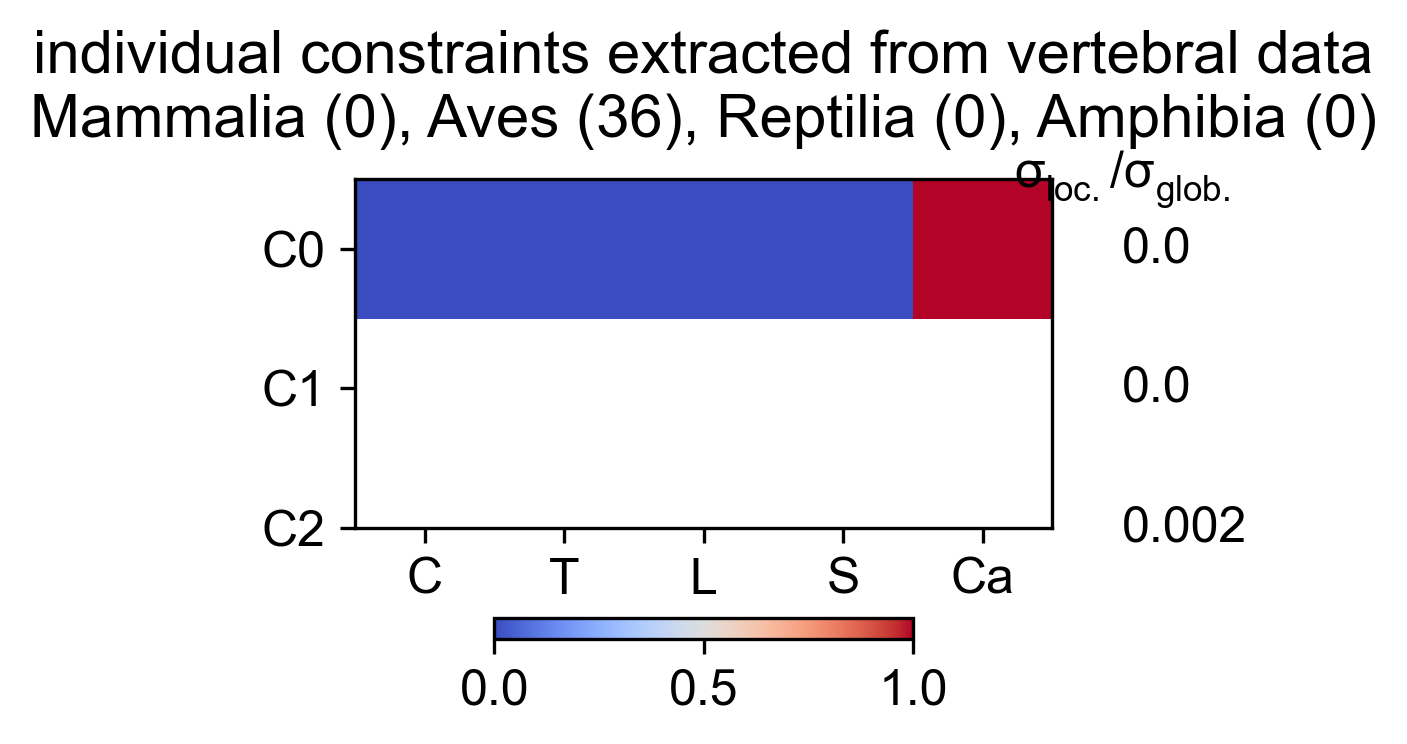 individual constraints extracted from vertebral data
Mammalia (0), Aves (36), Reptilia (0), Amphibia (0)
σloc. /σglob.
C0 0.0
C1 0.0
C2 0.002
C T L S Ca
0.0 0.5 1.0